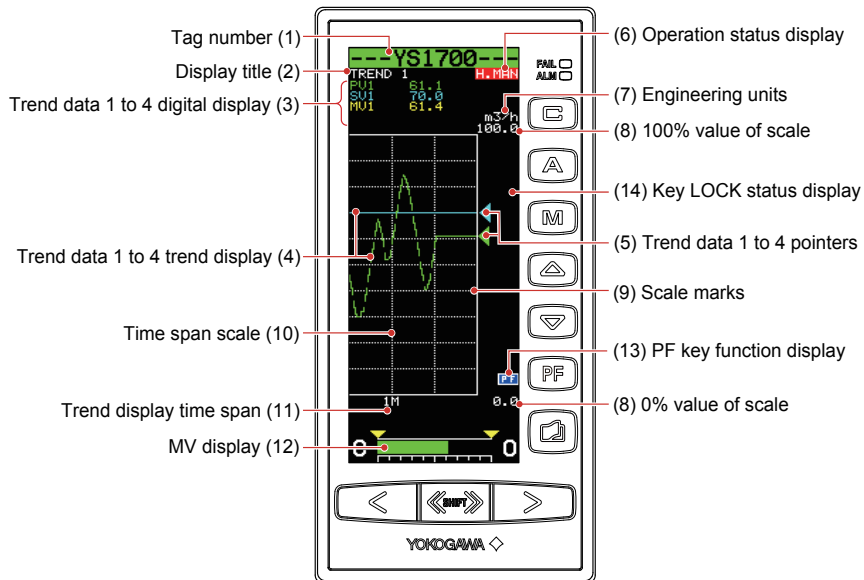 Tag number (1)
Display title (2)
Trend data 1 to 4 digital display (3)
Trend data 1 to 4 trend display (4)
Time span scale (10)
Trend display time span (11)
MV display (12)
---YS1700---
TREND 1 H.MAN
PV1 61.1
SV1 70.0
MV1 61.4
m3/h
100.0
PF
1M 0.0
0 0
FAIL
ALM
C
A
M
PF
< SHIFT >
YOKOGAWA
(6) Operation status display
(7) Engineering units
(8) 100% value of scale
(14) Key LOCK status display
(5) Trend data 1 to 4 pointers
(9) Scale marks
(13) PF key function display
(8) 0% value of scale